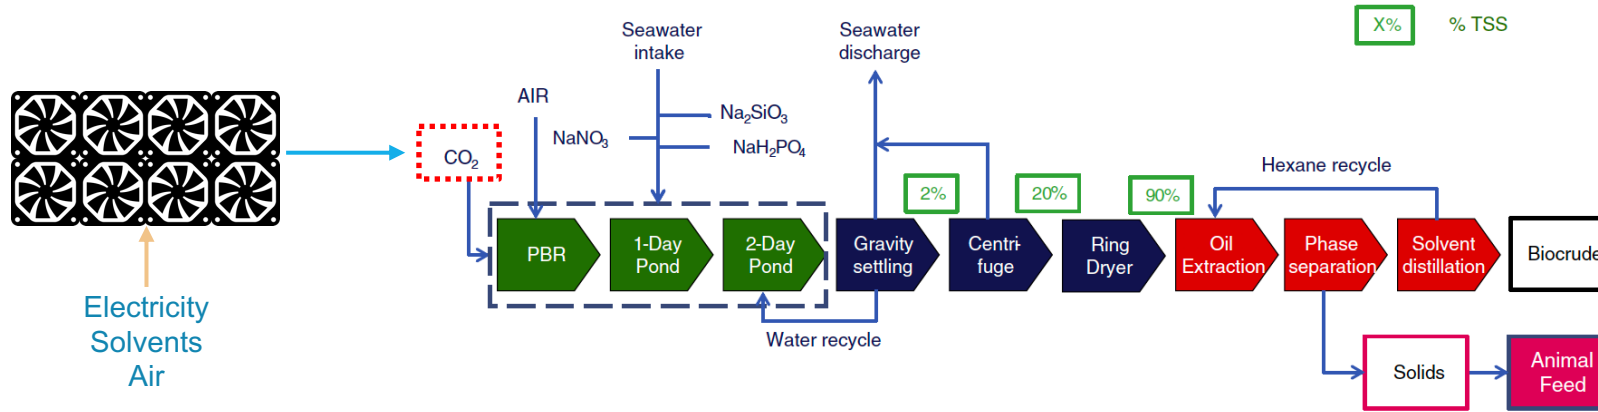 X%
% TSS
Seawater
intake
Seawater
discharge
AIR
NaNO₃
Na₂SiO₃
NaH₂PO₄
CO₂
Hexane recycle
2%
20%
90%
PBR
1-Day
Pond
2-Day
Pond
Gravity
settling
Centri-
fuge
Ring
Dryer
Oil
Extraction
Phase
separation
Solvent
distillation
Biocrude
Water recycle
Electricity
Solvents
Air
Solids
Animal
Feed